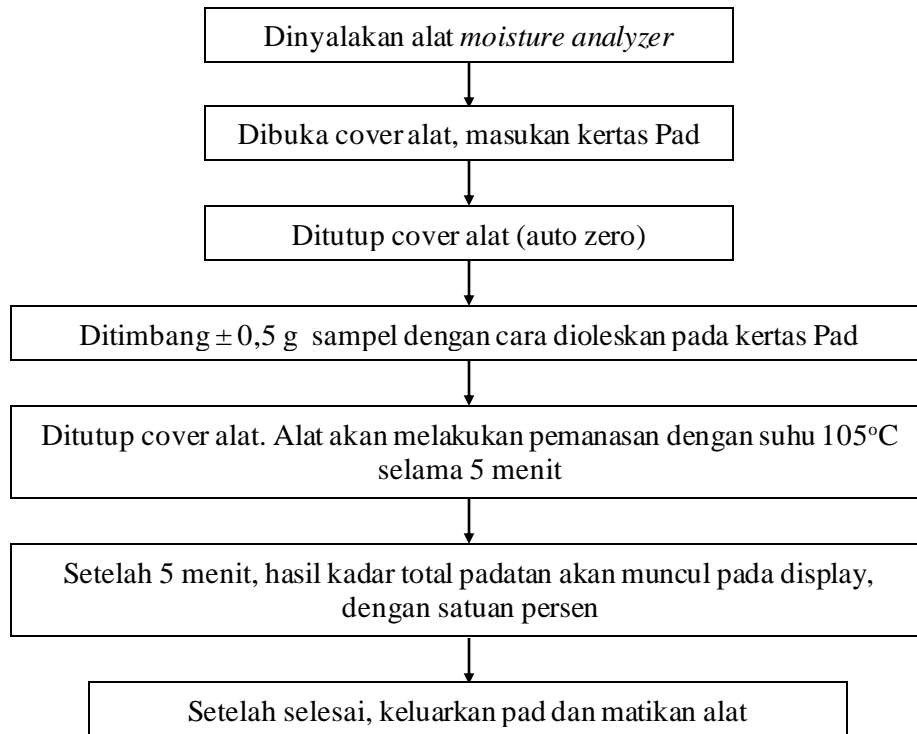 Dinyalakan alat moisture analyzer
Dibuka cover alat, masukan kertas Pad
Ditutup cover alat (auto zero)
Ditimbang ± 0,5 g sampel dengan cara dioleskan pada kertas Pad
Ditutup cover alat. Alat akan melakukan pemanasan dengan suhu 105°C
selama 5 menit
Setelah 5 menit, hasil kadar total padatan akan muncul pada display,
dengan satuan persen
Setelah selesai, keluarkan pad dan matikan alat